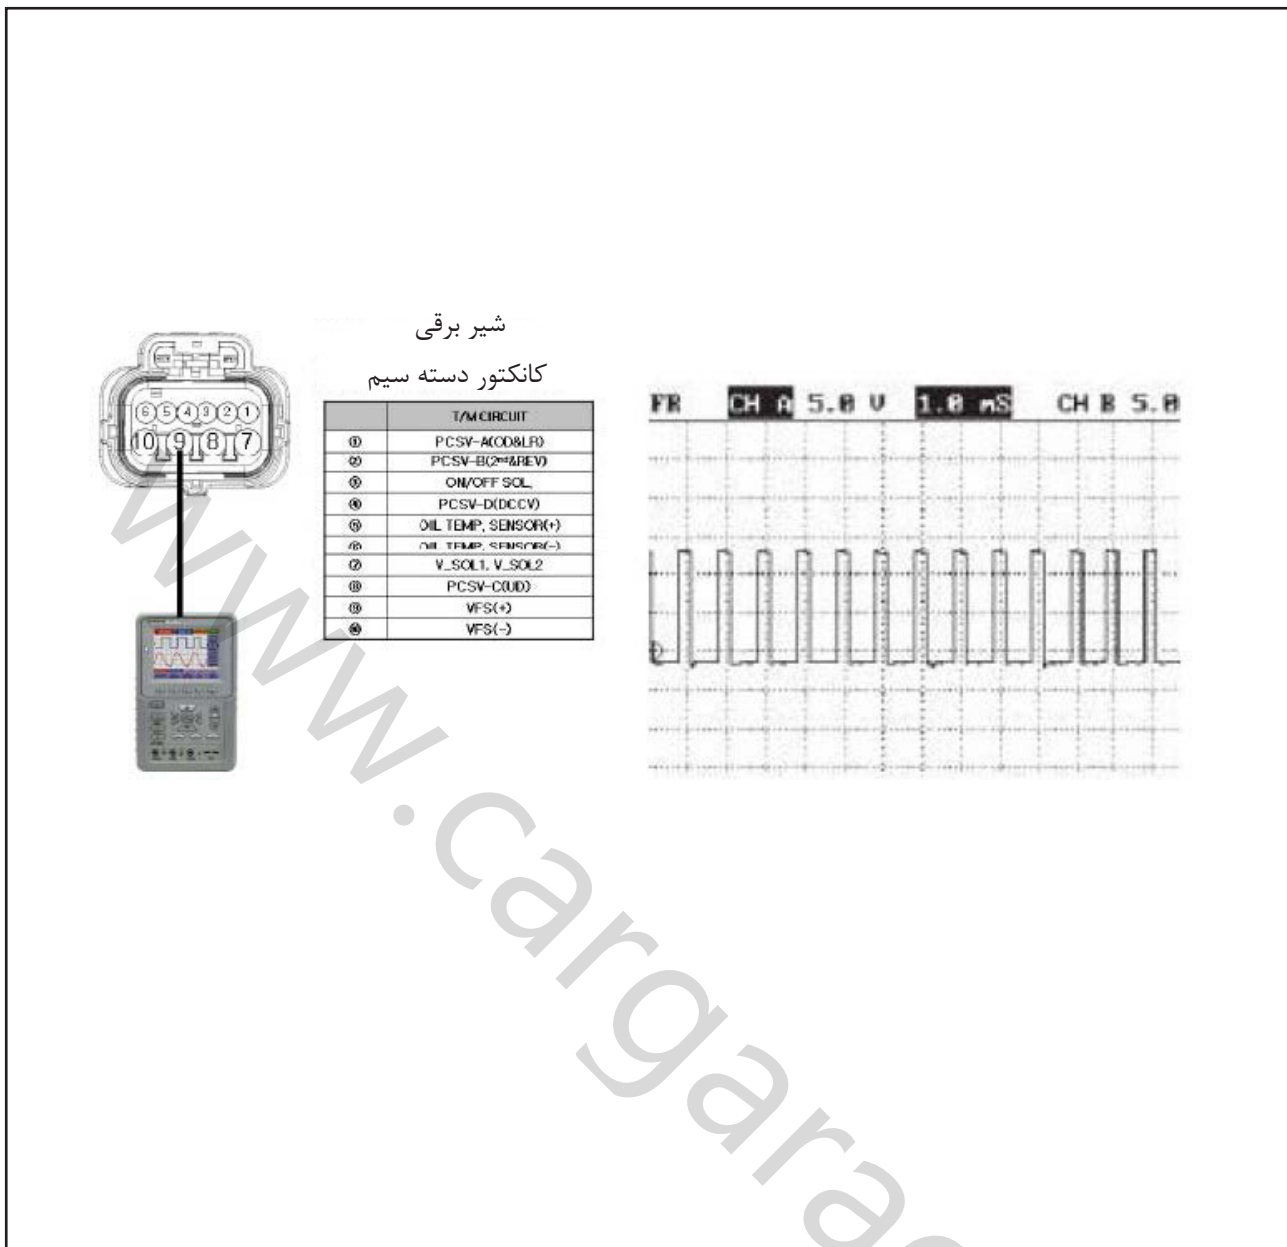 شیر برقی
کانکتور دسته سیم
T/M CIRCUIT
① PCSV-A(OD&LR)
② PCSV-B(2nd&REV)
③ ON/OFF SOL.
④ PCSV-D(DCCV)
⑤ OIL TEMP, SENSOR(+)
⑥ OIL TEMP, SENSOR(-)
⑦ V_SOL1, V_SOL2
⑧ PCSV-C(UD)
⑨ VFS(+)
⑩ VFS(-)
6 5 4 3 2 1
10 9 8 7
FR CH A 5.0 V 1.0 mS CH B 5.0
www.cargarag